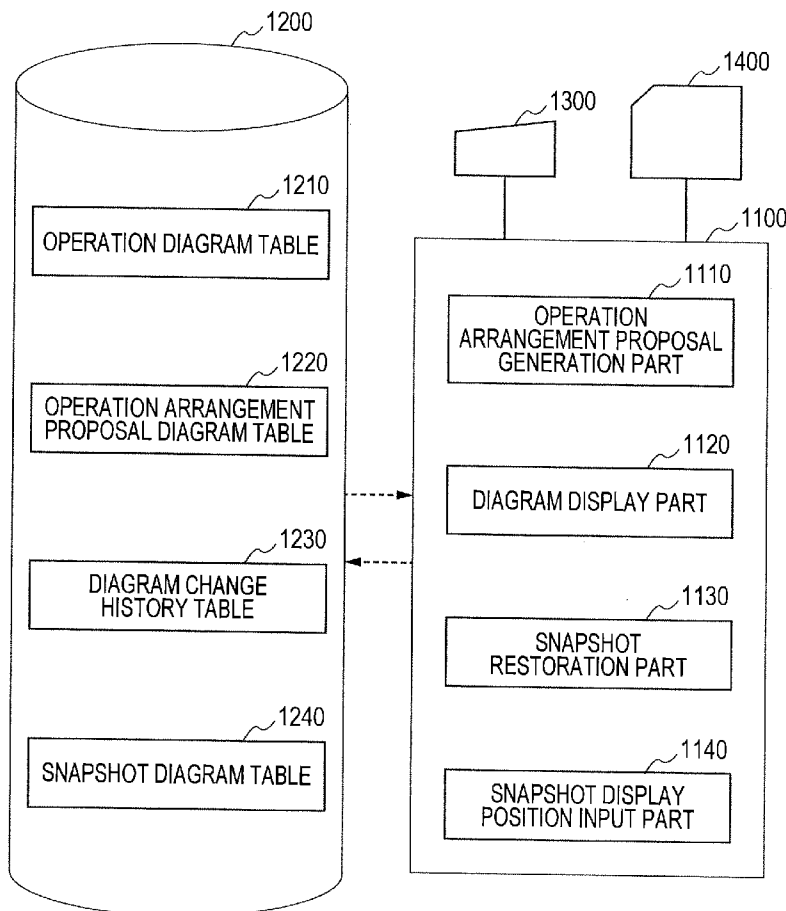 1200
1210
OPERATION DIAGRAM TABLE
1220
OPERATION ARRANGEMENT
PROPOSAL DIAGRAM TABLE
1230
DIAGRAM CHANGE
HISTORY TABLE
1240
SNAPSHOT DIAGRAM TABLE
1300
1400
1100
1110
OPERATION
ARRANGEMENT PROPOSAL
GENERATION PART
1120
DIAGRAM DISPLAY PART
1130
SNAPSHOT
RESTORATION PART
1140
SNAPSHOT DISPLAY
POSITION INPUT PART